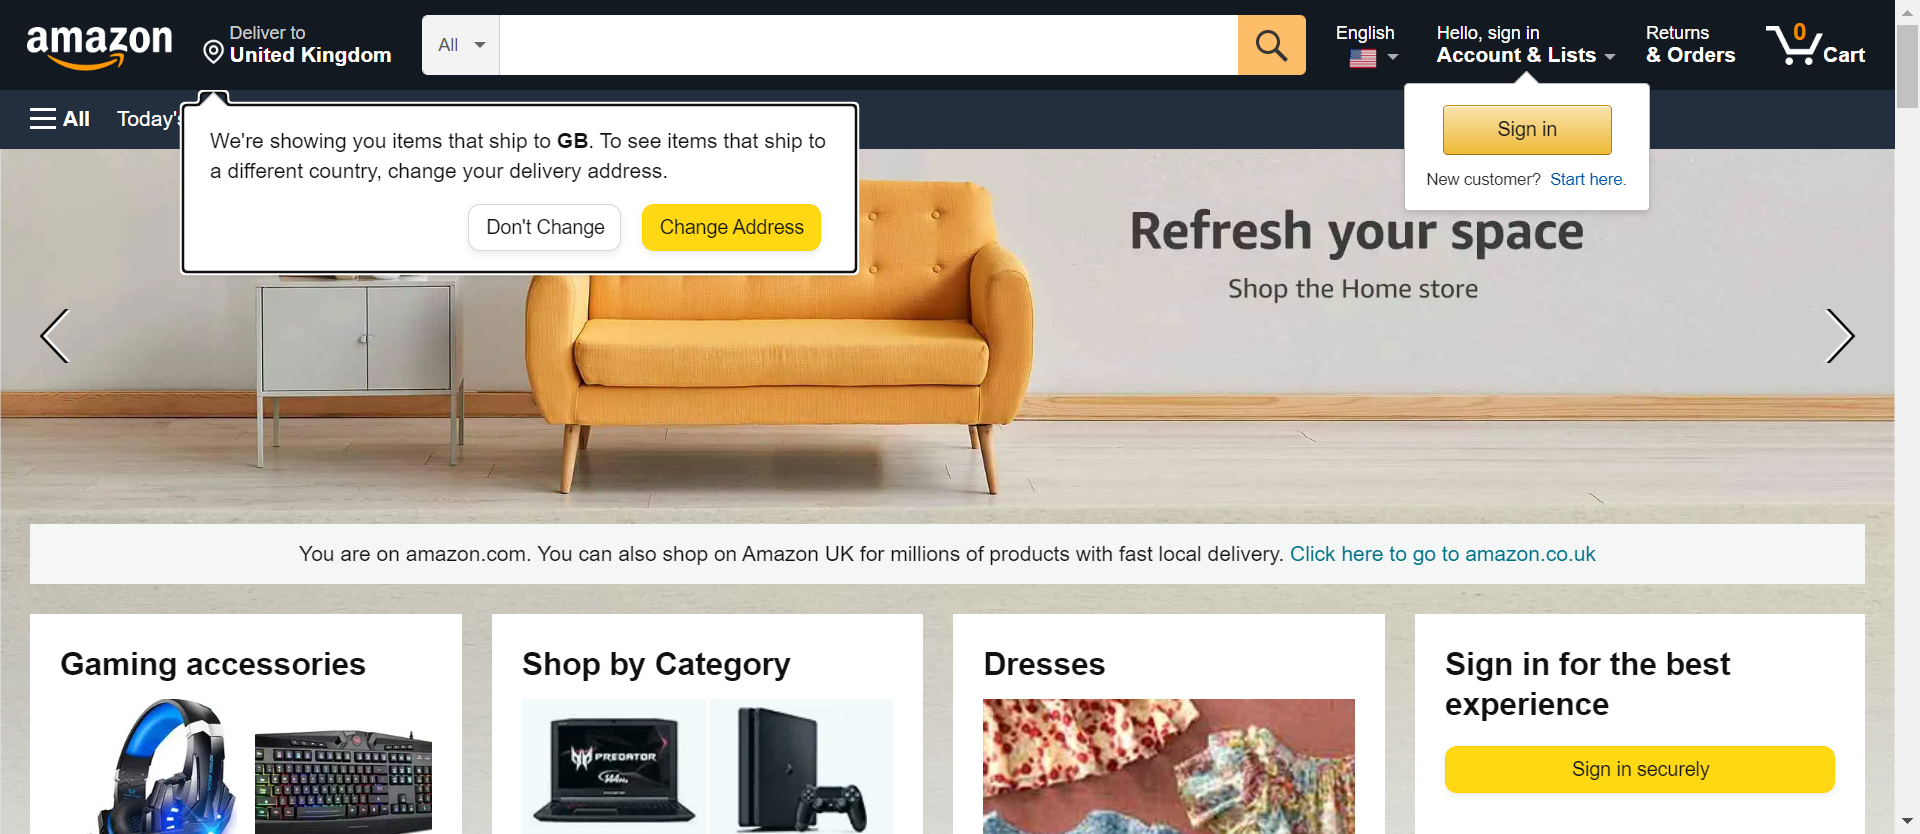 amazon
Deliver to
United Kingdom
All
English
Hello, sign in
Account & Lists
Returns
& Orders
0
Cart
All
Today's
We're showing you items that ship to GB. To see items that ship to
a different country, change your delivery address.
Don't Change
Change Address
Sign in
New customer? Start here.
Refresh your space
Shop the Home store
You are on amazon.com. You can also shop on Amazon UK for millions of products with fast local delivery. Click here to go to amazon.co.uk
Gaming accessories
Shop by Category
PREDATOR
Dresses
Sign in for the best
experience
Sign in securely